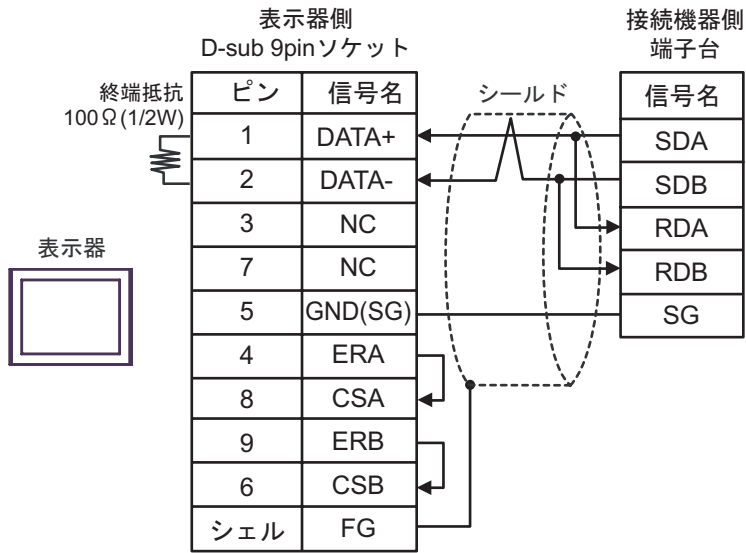 表示器側
D-sub 9pinソケット
接続機器側
端子台
終端抵抗
100Ω(1/2W)
シールド
表示器
ピン 信号名
1 DATA+
2 DATA-
3 NC
7 NC
5 GND(SG)
4 ERA
8 CSA
9 ERB
6 CSB
シェル FG
信号名
SDA
SDB
RDA
RDB
SG